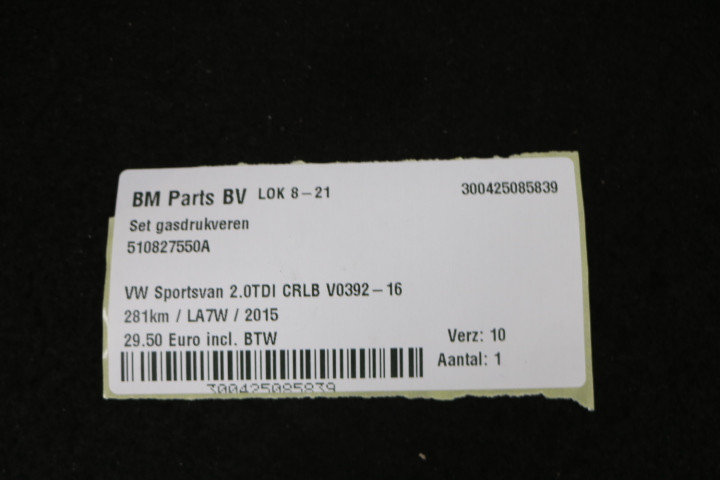 BM Parts BV LOK 8-21 300425085839
Set gasdrukveren
510827550A
VW Sportsvan 2.0TDI CRLB V0392-16
281km / LA7W / 2015
29.50 Euro incl. BTW Verz: 10
Aantal: 1
300425085839